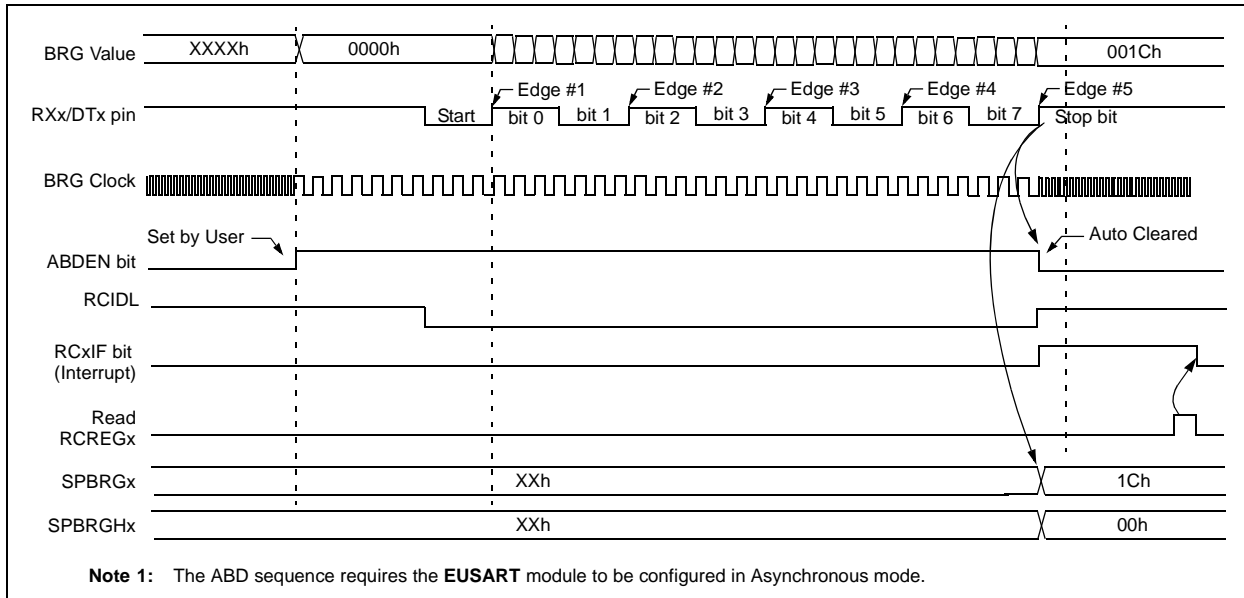 BRG Value XXXXh 0000h 001Ch
Edge #1 Edge #2 Edge #3 Edge #4 Edge #5
RXx/DTx pin Start bit 0 bit 1 bit 2 bit 3 bit 4 bit 5 bit 6 bit 7 Stop bit
BRG Clock
Set by User Auto Cleared
ABDEN bit
RCIDL
RCxIF bit
(Interrupt)
Read
RCREGx
SPBRGx XXh 1Ch
SPBRGHx XXh 00h
Note 1: The ABD sequence requires the EUSART module to be configured in Asynchronous mode.